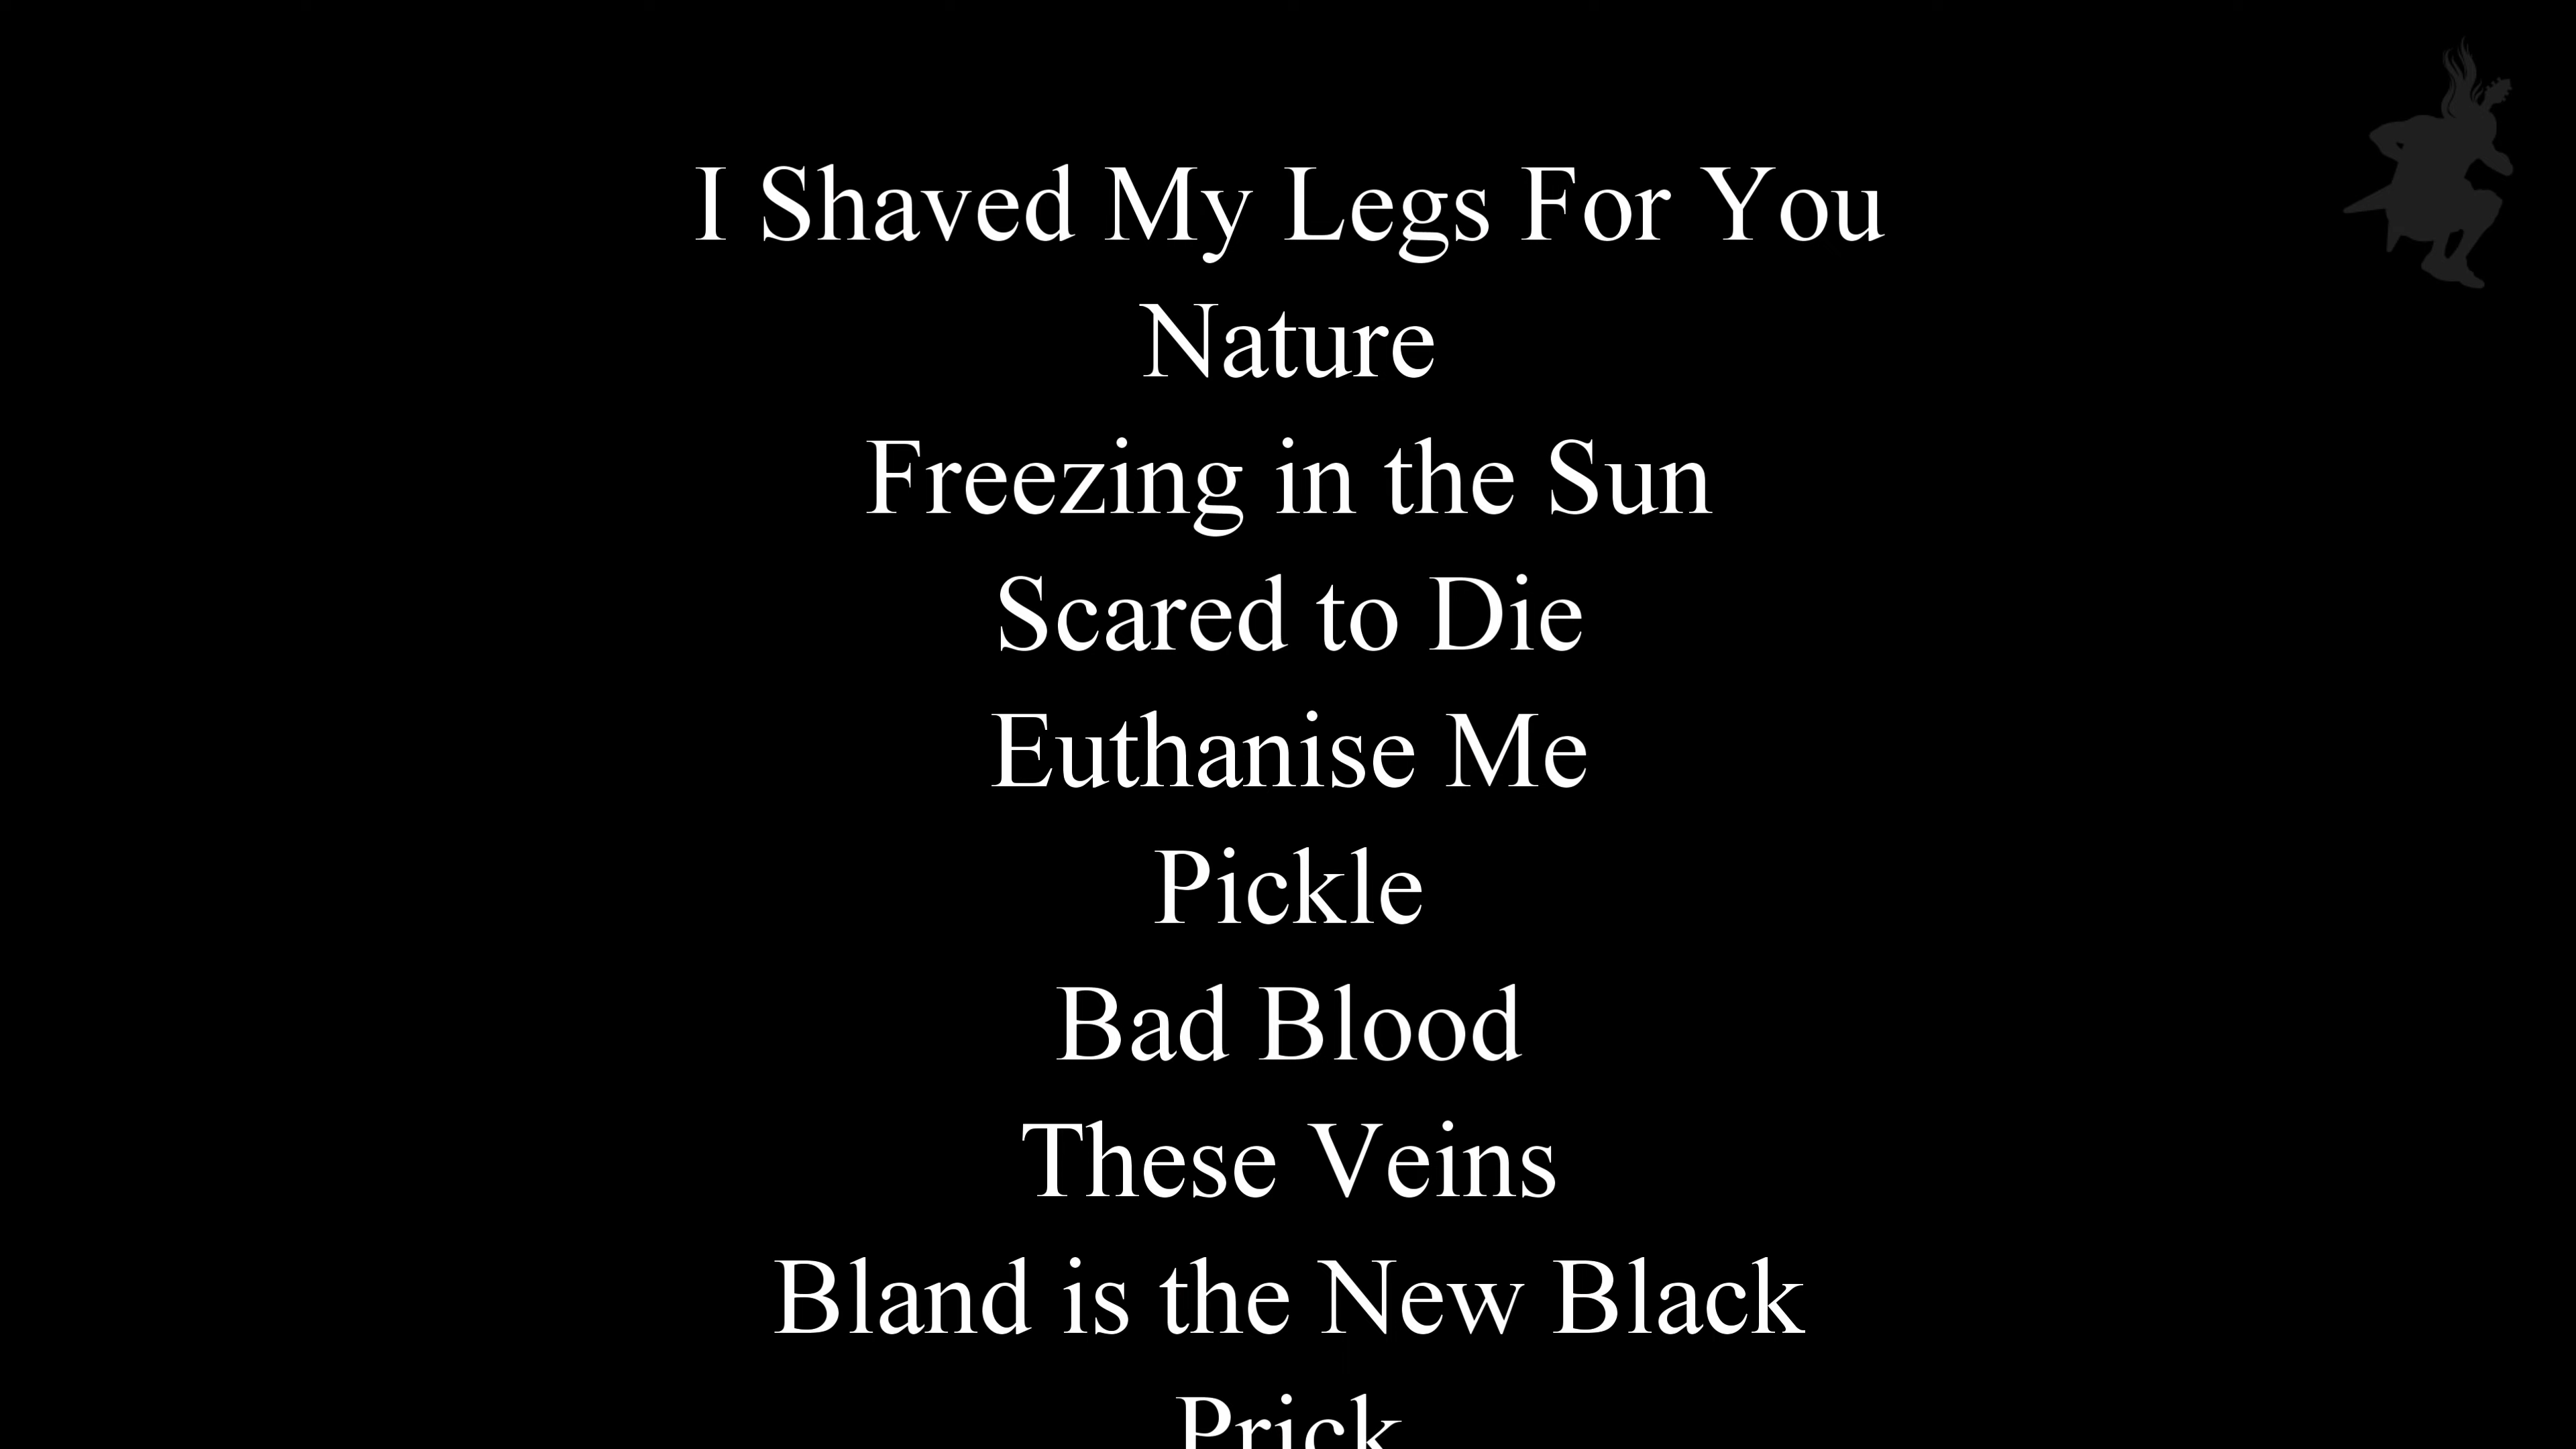 I Shaved My Legs For You
Nature
Freezing in the Sun
Scared to Die
Euthanise Me
Pickle
Bad Blood
These Veins
Bland is the New Black
Prick